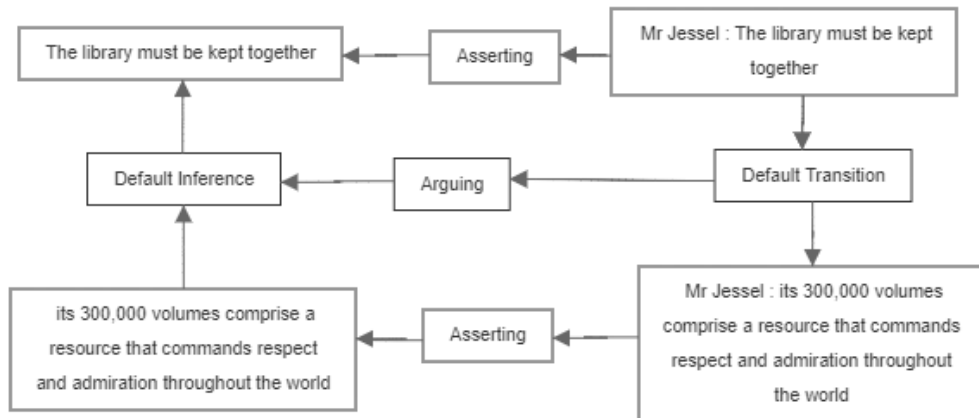 The library must be kept together
Asserting
Mr Jessel : The library must be kept
together
Default Inference
Arguing
Default Transition
its 300,000 volumes comprise a
resource that commands respect
and admiration throughout the world
Asserting
Mr Jessel : its 300,000 volumes
comprise a resource that commands
respect and admiration throughout
the world